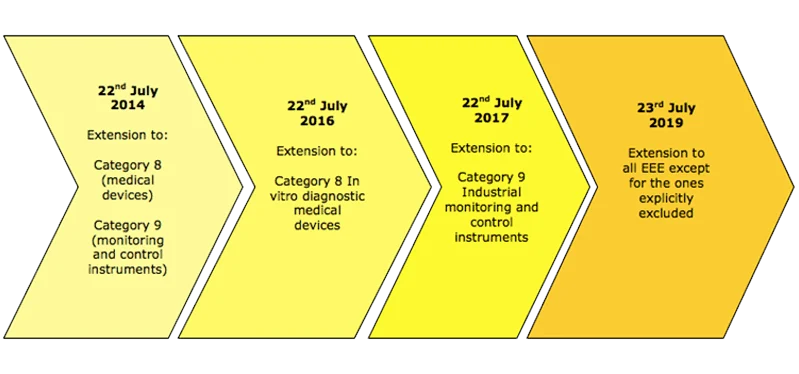 22nd July
2014
Extension to:
Category 8
(medical
devices)
Category 9
(monitoring
and control
instruments)
22nd July
2016
Extension to:
Category 8 In
vitro diagnostic
medical
devices
22nd July
2017
Extension to:
Category 9
Industrial
monitoring and
control
instruments
23rd July
2019
Extension to
all EEE except
for the ones
explicitly
excluded